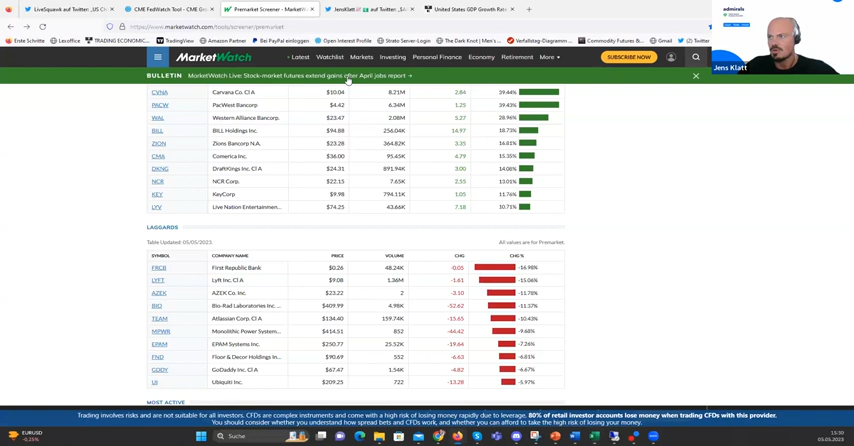 LiveSquawk auf Twitter: „US Ch
CME FedWatch Tool - CME Gro
Premarket Screener - MarketWa
JensKlatt auf Twitter: „$A
United States GDP Growth Rate
https://www.marketwatch.com/tools/screener/premarket
Erste Schritte
Lexoffice
TRADING ECONOMIC...
TradingView
Amazon Partner
Bei PayPal einloggen
Open Interest Profile
Strato Server-Login
The Dark Knot | Men's ...
Verfallsdiagramm-...
Commodity Futures &...
Gmail
Twitter
admirals
MarketWatch
Latest Watchlist Markets Investing Personal Finance Economy Retirement More
SUBSCRIBE NOW
Jens Klatt
BULLETIN MarketWatch Live: Stock-market futures extend gains after April jobs report →
CVNA Carvana Co. Cl A $10.04 8.21M 2.84 39.44%
PACW PacWest Bancorp $4.42 6.34M 1.25 39.43%
WAL Western Alliance Bancorp. $23.47 2.08M 5.27 28.96%
BILL BILL Holdings Inc. $94.88 256.04K 14.97 18.73%
ZION Zions Bancorp N.A. $23.28 364.82K 3.35 16.81%
CMA Comerica Inc. $36.00 95.45K 4.79 15.35%
DKNG DraftKings Inc. Cl A $24.31 891.94K 3.00 14.08%
NCR NCR Corp. $22.15 7.65K 2.55 13.01%
KEY KeyCorp $9.98 794.11K 1.05 11.76%
LYV Live Nation Entertainmen... $74.25 43.66K 7.18 10.71%
LAGGARDS
Table Updated: 05/05/2023 All values are for Premarket.
SYMBOL COMPANY NAME PRICE VOLUME CHG CHG %
FRCB First Republic Bank $0.26 48.24K -0.05 -16.98%
LYFT Lyft Inc. Cl A $9.08 1.36M -1.61 -15.06%
AZEK AZEK Co. Inc. $23.22 2 -3.10 -11.78%
BIO Bio-Rad Laboratories Inc. ... $409.99 4.98K -52.62 -11.37%
TEAM Atlassian Corp. Cl A $134.40 159.74K -15.65 -10.43%
MPWR Monolithic Power System... $414.51 852 -44.42 -9.68%
EPAM EPAM Systems Inc. $250.77 25.52K -19.64 -7.26%
FND Floor & Decor Holdings In... $90.69 552 -6.63 -6.81%
GDDY GoDaddy Inc. Cl A $67.47 1.54K -4.82 -6.67%
UI Ubiquiti Inc. $209.25 722 -13.28 -5.97%
MOST ACTIVE
Trading involves risks and are not suitable for all investors. CFDs are complex instruments and come with a high risk of losing money rapidly due to leverage. 80% of retail investor accounts lose money when trading CFDs with this provider.
You should consider whether you understand how spread bets and CFDs work, and whether you can afford to take the high risk of losing your money.
EURUSD
-0.25%
Suche
15:30
05.05.2023